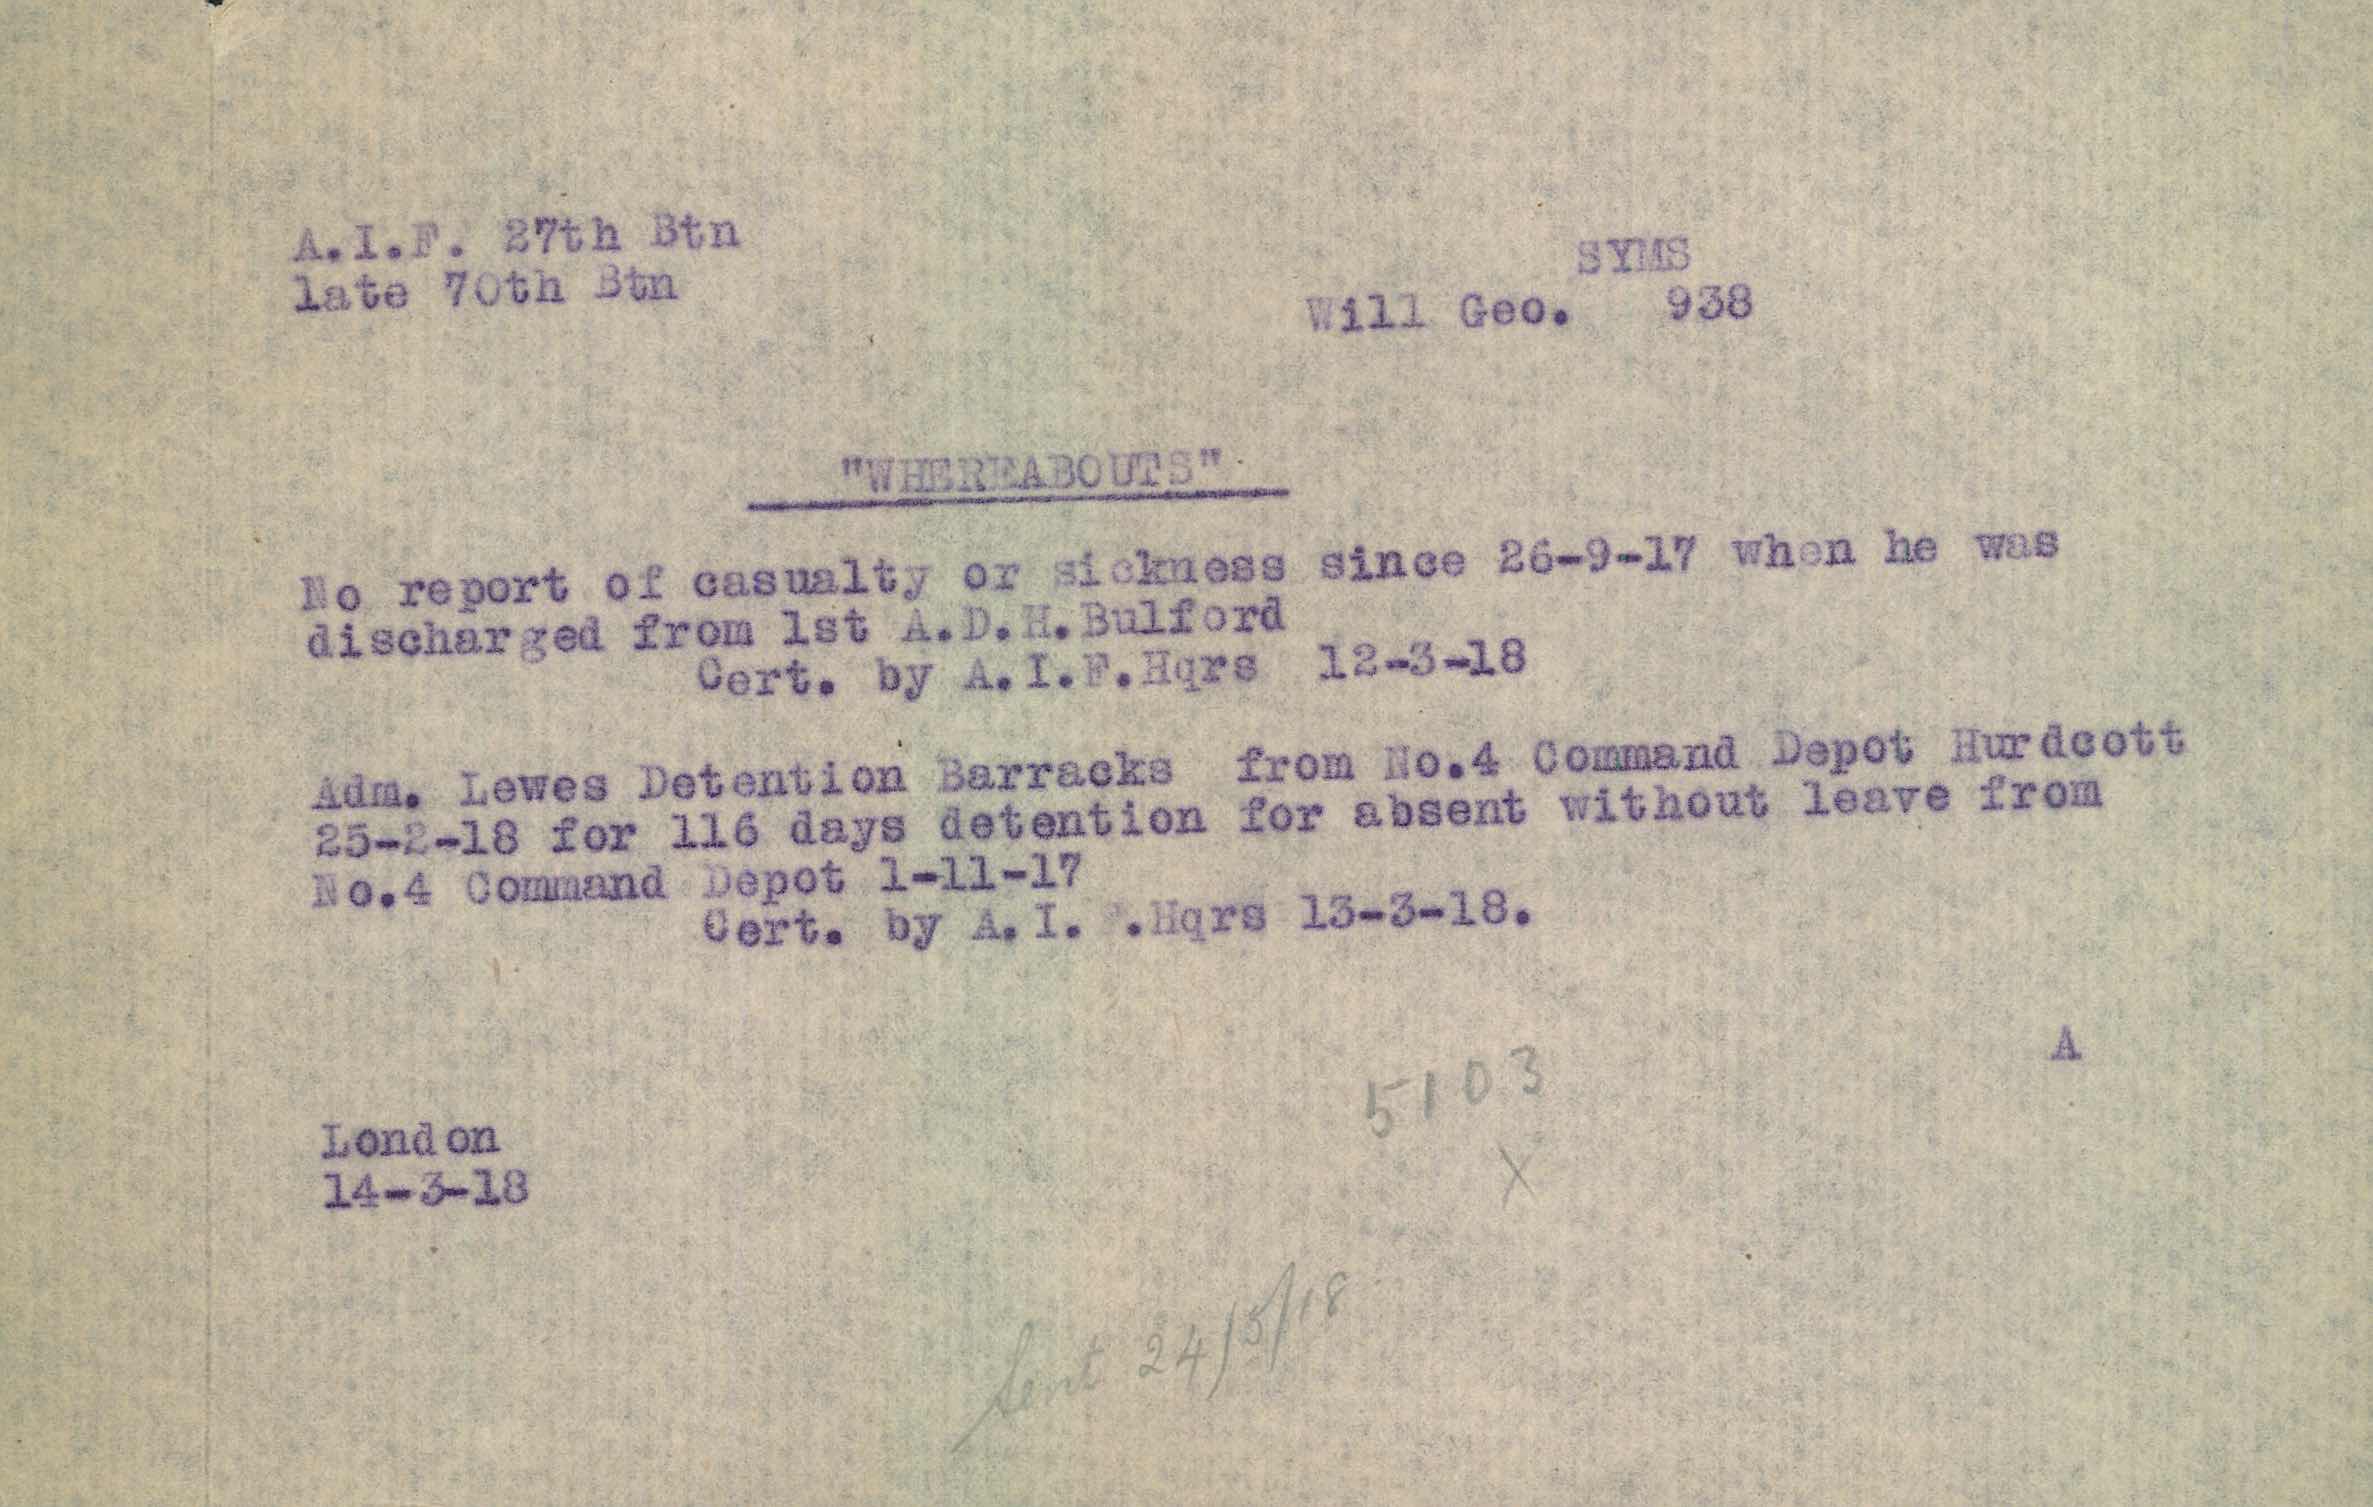 A.I.F. 27th Btn
late 70th Btn
SYMS
Will Geo. 938
"WHEREABOUTS"
No report of casualty or sickness since 26-9-17 when he was
discharged from 1st A.D.H.Bulford
Cert. by A.I.F.Hqrs 12-3-18
Adm. Lewes Detention Barracks from No.4 Command Depot Hurdcott
25-2-18 for 116 days detention for absent without leave from
No.4 Command Depot 1-11-17
Cert. by A.I.F.Hqrs 13-3-18.
A
5103
X
London
14-3-18
Sent 24/5/18